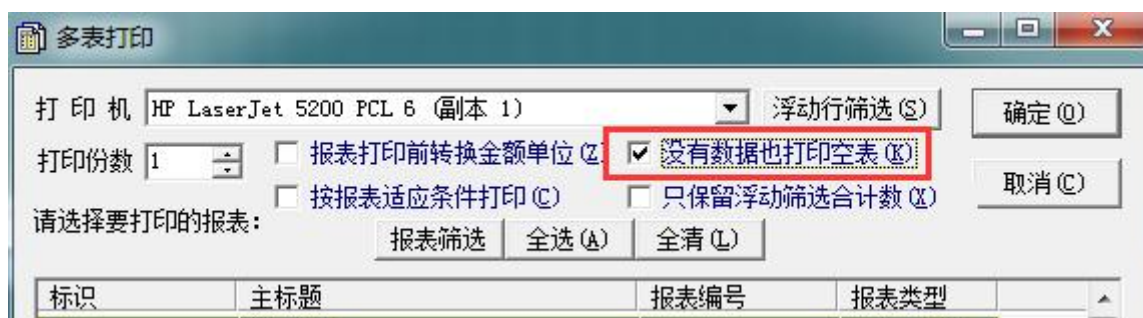 多表打印
打 印 机 HP LaserJet 5200 PCL 6 (副本 1) 浮动行筛选(S) 确定(O)
打印份数 1 报表打印前转换金额单位(Z) 没有数据也打印空表(K)
按报表适应条件打印(C) 只保留浮动筛选合计数(X) 取消(C)
请选择要打印的报表:
报表筛选 全选(A) 全清(L)
标识 主标题 报表编号 报表类型